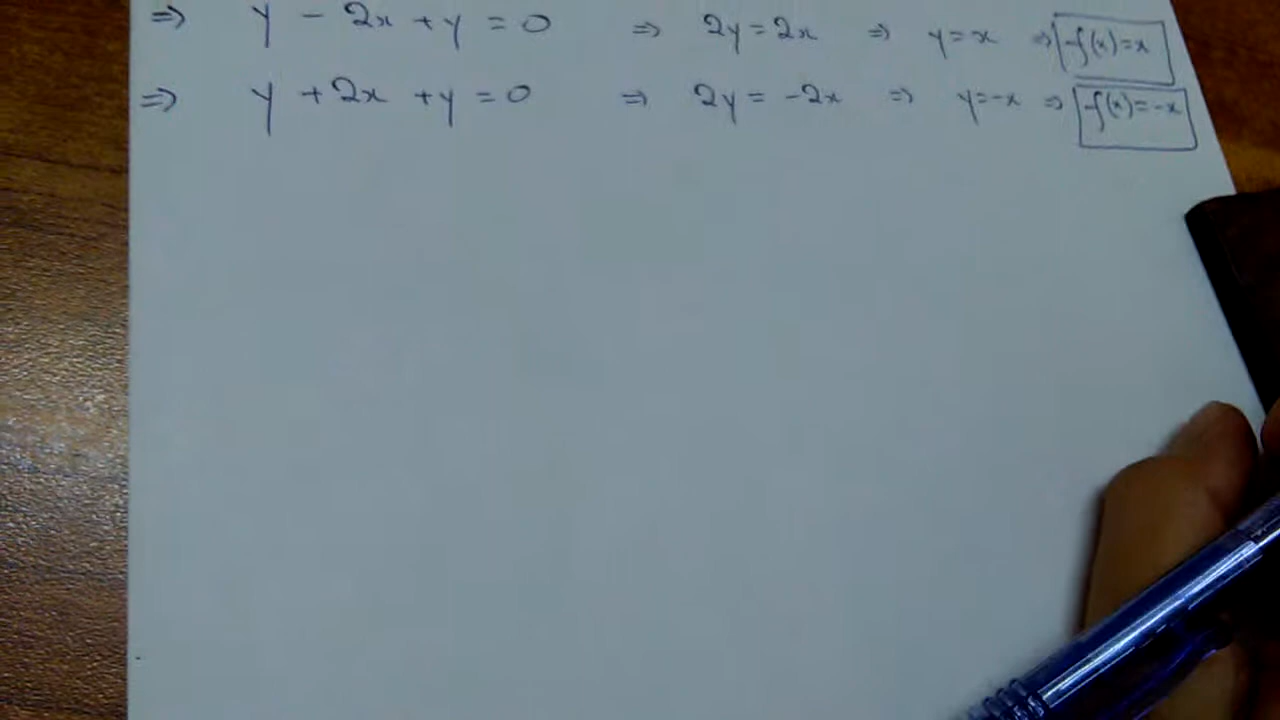 ⇒ y - 2x + y = 0 ⇒ 2y = 2x ⇒ y = x ⇒ f(x) = x
⇒ y + 2x + y = 0 ⇒ 2y = -2x ⇒ y = -x ⇒ f(x) = -x